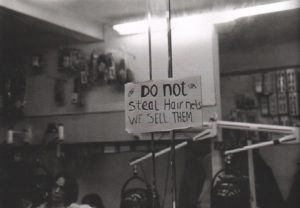 DO NOT
Steal Hair nets
WE SELL THEM